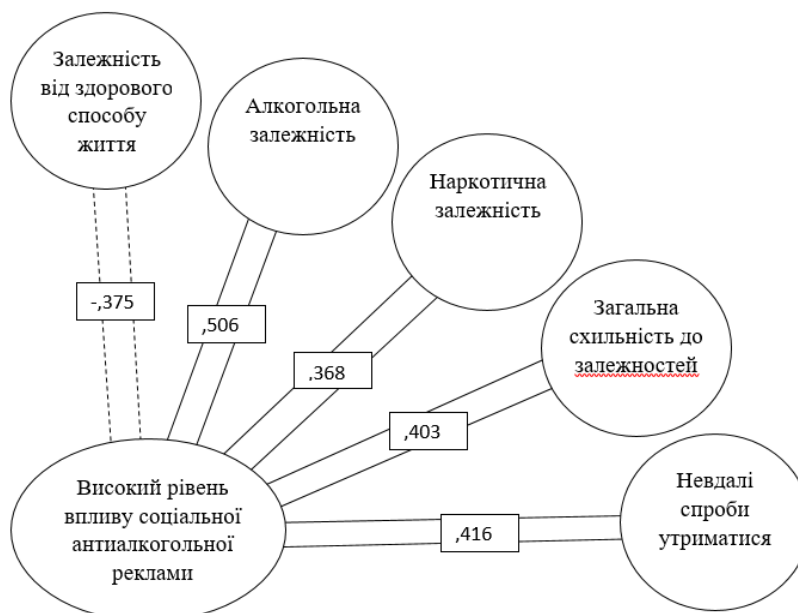 Залежність
від здорового
способу
життя
Алкогольна
залежність
Наркотична
залежність
Загальна
схильність до
залежностей
Невдалі
спроби
утриматися
-,375
,506
,368
,403
,416
Високий рівень
впливу соціальної
антиалкогольної
реклами